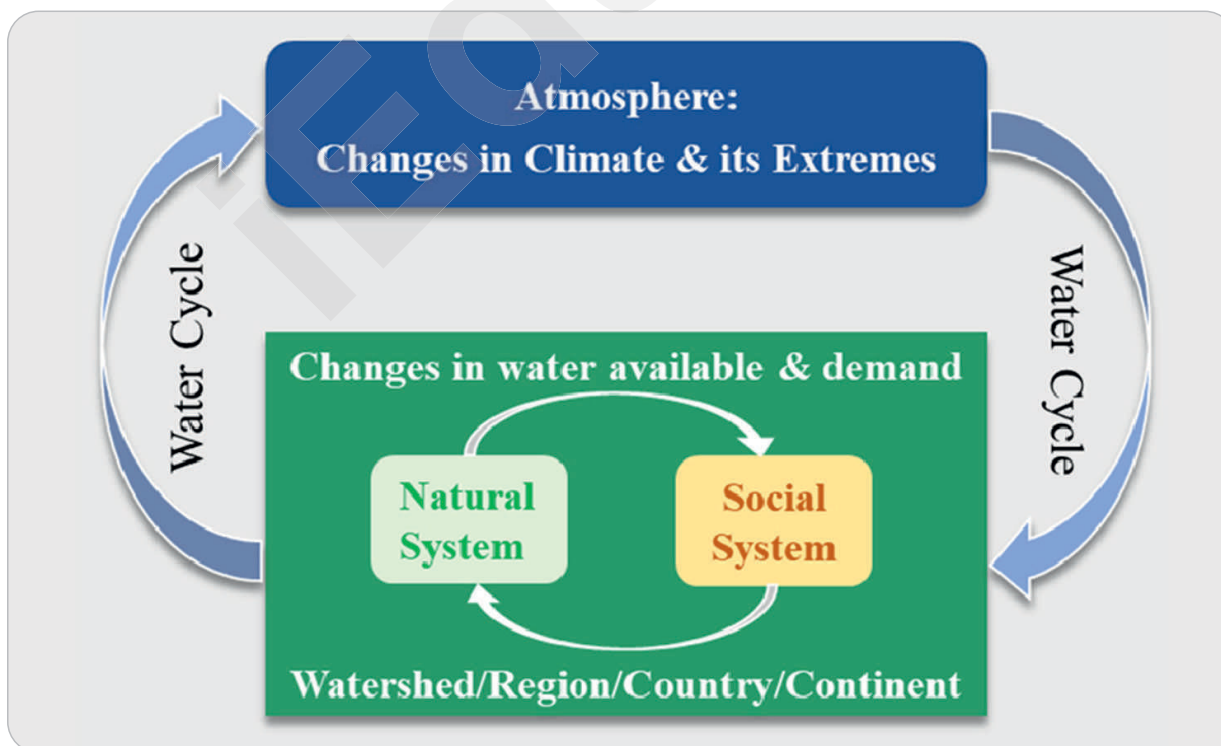 Atmosphere:
Changes in Climate & its Extremes
Water Cycle
Water Cycle
Changes in water available & demand
Natural
System
Social
System
Watershed/Region/Country/Continent